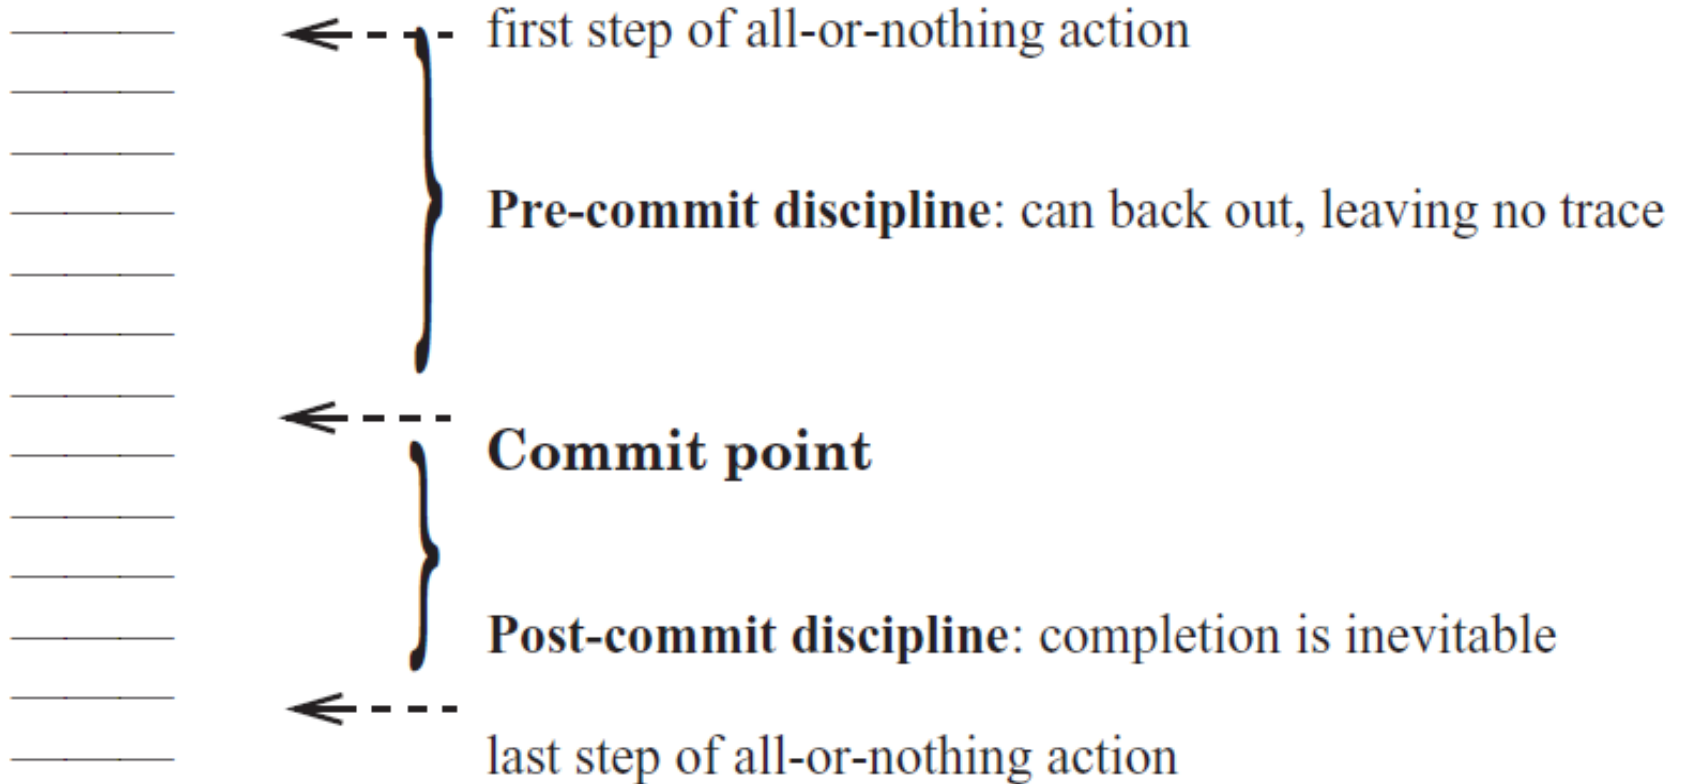 first step of all-or-nothing action
Pre-commit discipline: can back out, leaving no trace
Commit point
Post-commit discipline: completion is inevitable
last step of all-or-nothing action